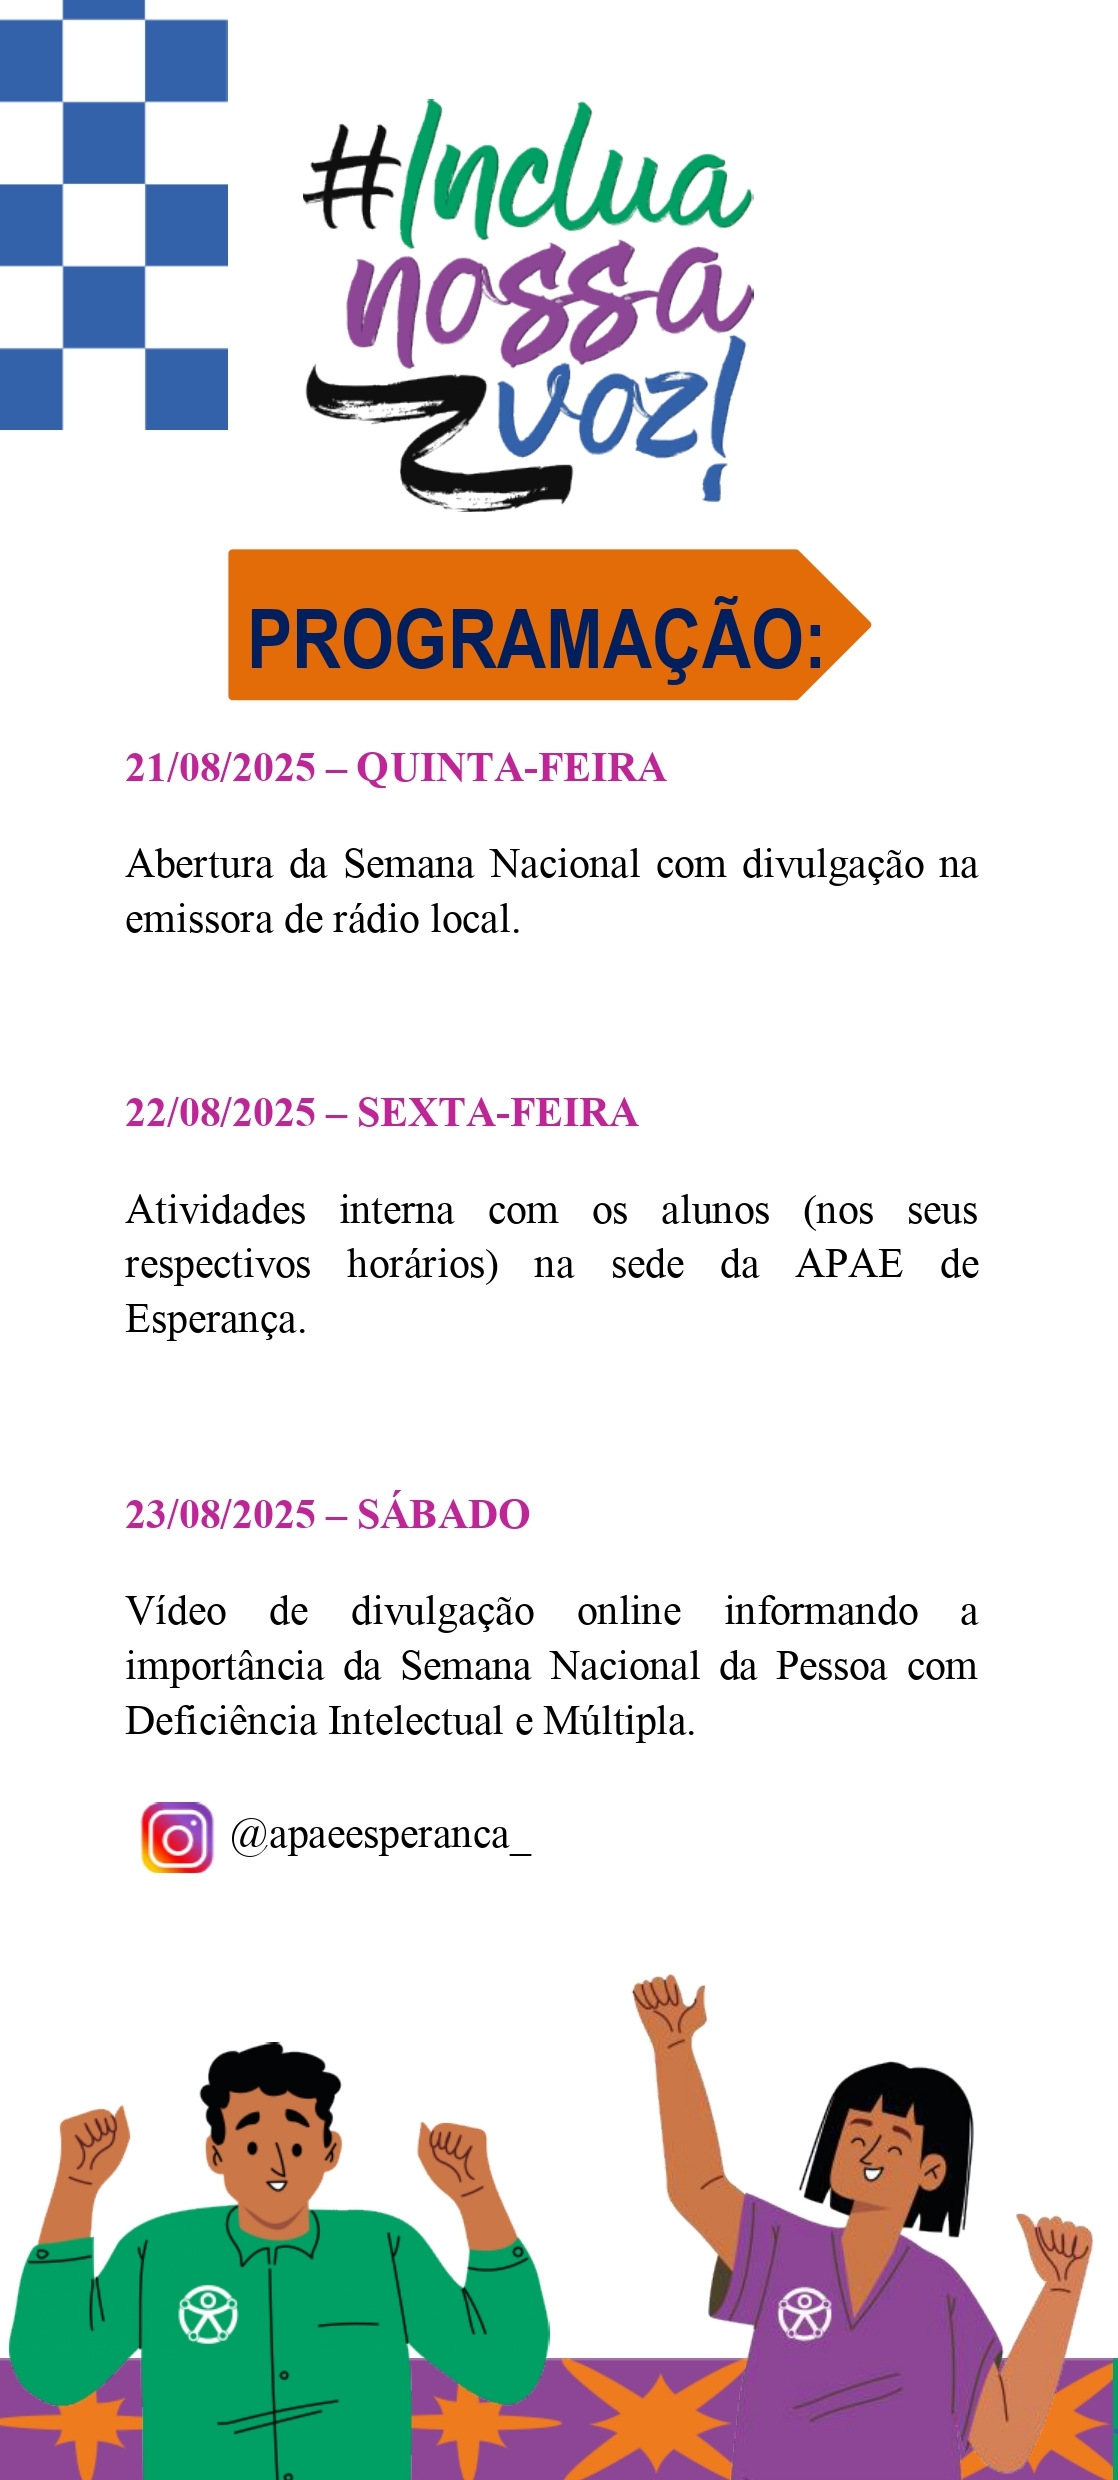 #Inclua
nossa
voz!
PROGRAMAÇÃO:
21/08/2025 – QUINTA-FEIRA
Abertura da Semana Nacional com divulgação na
emissora de rádio local.
22/08/2025 – SEXTA-FEIRA
Atividades interna com os alunos (nos seus
respectivos horários) na sede da APAE de
Esperança.
23/08/2025 – SÁBADO
Vídeo de divulgação online informando a
importância da Semana Nacional da Pessoa com
Deficiência Intelectual e Múltipla.
@apaeesperanca_